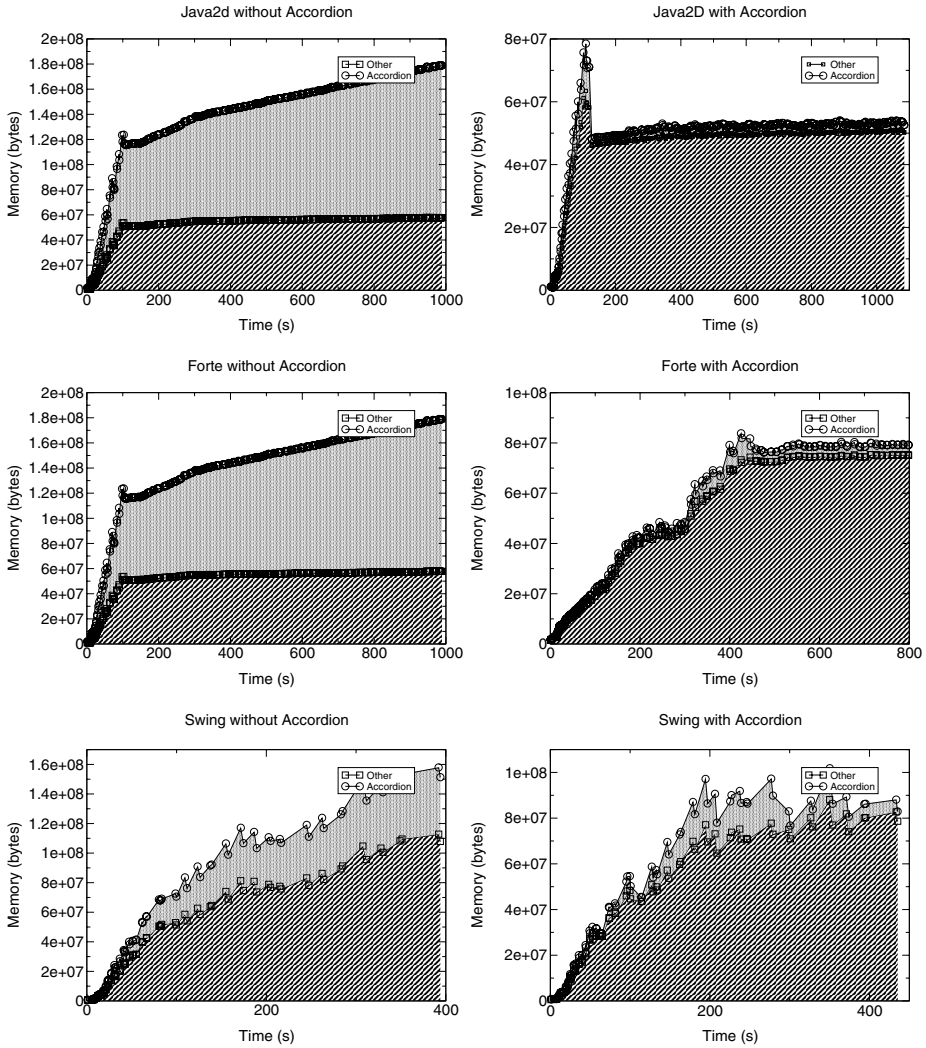 Java2d without Accordion
2e+08
1.8e+08
1.6e+08
1.4e+08
1.2e+08
1e+08
8e+07
6e+07
4e+07
2e+07
0
0 200 400 600 800 1000
Memory (bytes)
Time (s)
Other
Accordion
Java2D with Accordion
8e+07
6e+07
4e+07
2e+07
0
200 400 600 800 1000
Memory (bytes)
Time (s)
Other
Accordion
Forte without Accordion
2e+08
1.8e+08
1.6e+08
1.4e+08
1.2e+08
1e+08
8e+07
6e+07
4e+07
2e+07
0
0 200 400 600 800 1000
Memory (bytes)
Time (s)
Other
Accordion
Forte with Accordion
1e+08
8e+07
6e+07
4e+07
2e+07
0
0 200 400 600 800
Memory (bytes)
Time (s)
Other
Accordion
Swing without Accordion
1.6e+08
1.4e+08
1.2e+08
1e+08
8e+07
6e+07
4e+07
2e+07
0
0 200 400
Memory (bytes)
Time (s)
Other
Accordion
Swing with Accordion
1e+08
8e+07
6e+07
4e+07
2e+07
0
0 100 200 300 400
Memory (bytes)
Time (s)
Other
Accordion